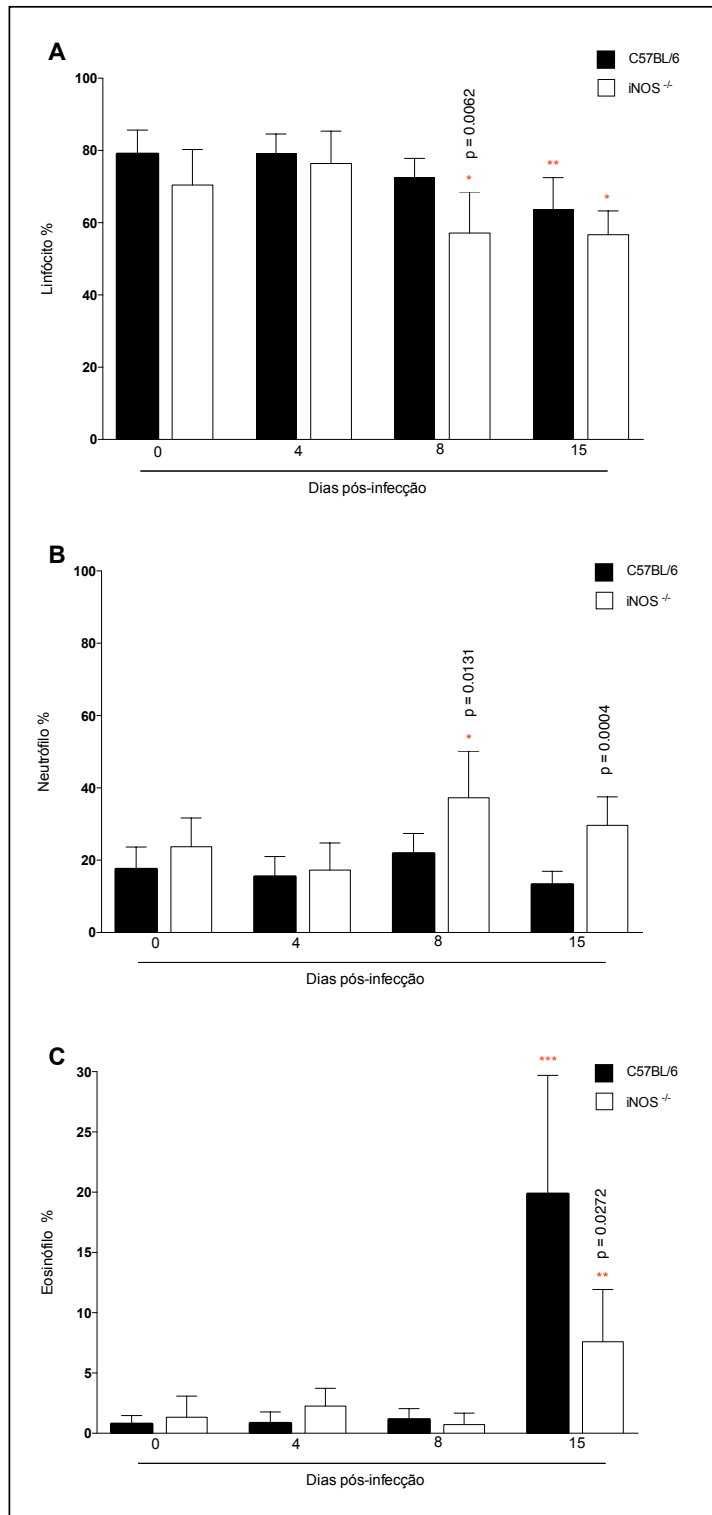 A
C57BL/6
iNOS -/-
100
80
60
40
20
0
Linfócito %
p = 0.0062
*
**
*
0 4 8 15
Dias pós-infecção
B
C57BL/6
iNOS -/-
100
80
60
40
20
0
Neutrófilo %
p = 0.0131
*
p = 0.0004
0 4 8 15
Dias pós-infecção
C
C57BL/6
iNOS -/-
30
25
20
15
10
5
0
Eosinófilo %
***
p = 0.0272
**
0 4 8 15
Dias pós-infecção